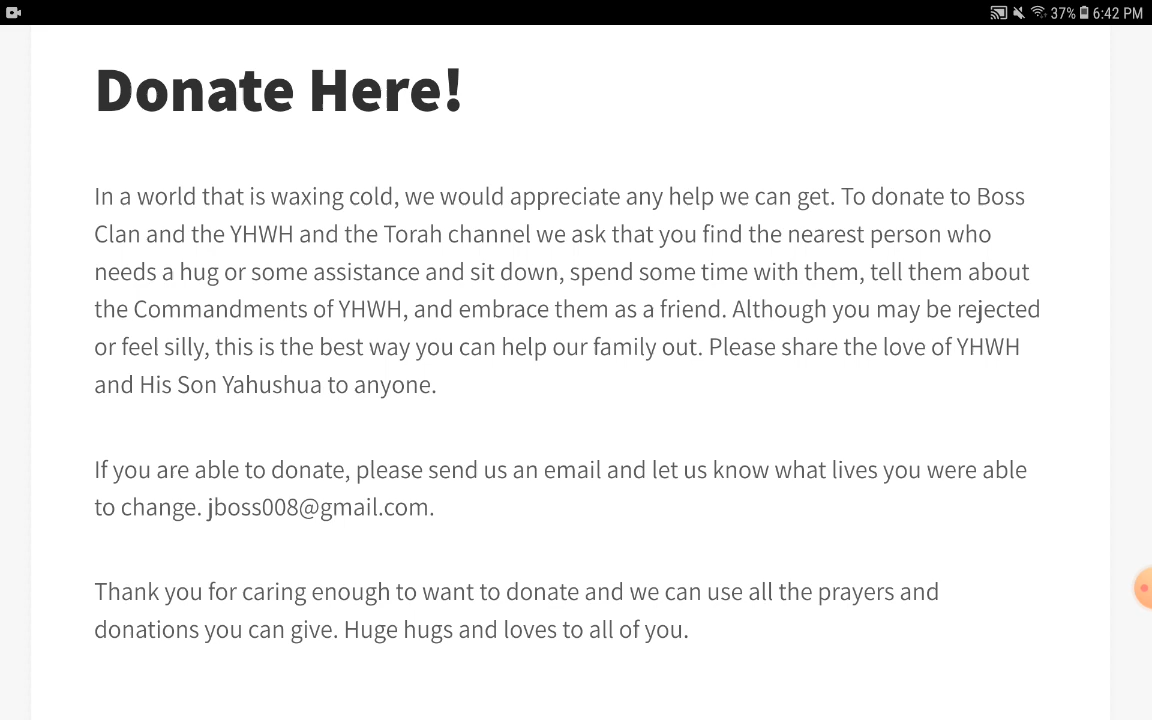 37% 6:42 PM
Donate Here!
In a world that is waxing cold, we would appreciate any help we can get. To donate to Boss
Clan and the YHWH and the Torah channel we ask that you find the nearest person who
needs a hug or some assistance and sit down, spend some time with them, tell them about
the Commandments of YHWH, and embrace them as a friend. Although you may be rejected
or feel silly, this is the best way you can help our family out. Please share the love of YHWH
and His Son Yahushua to anyone.
If you are able to donate, please send us an email and let us know what lives you were able
to change. jboss008@gmail.com.
Thank you for caring enough to want to donate and we can use all the prayers and
donations you can give. Huge hugs and loves to all of you.